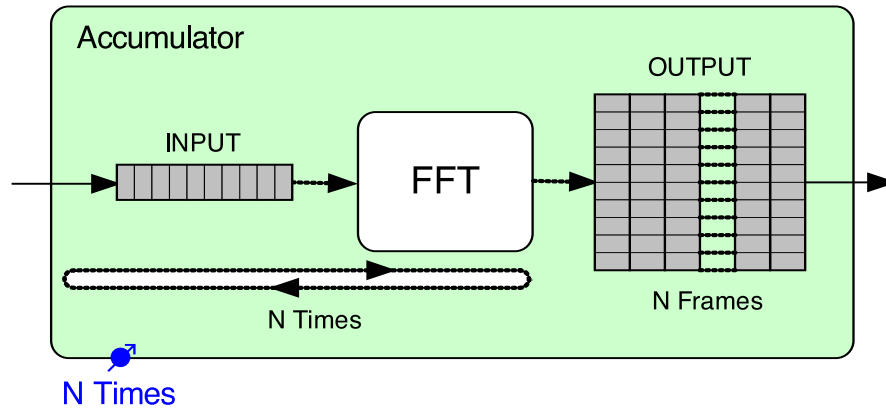 Accumulator
OUTPUT
INPUT
FFT
N Frames
N Times
N Times